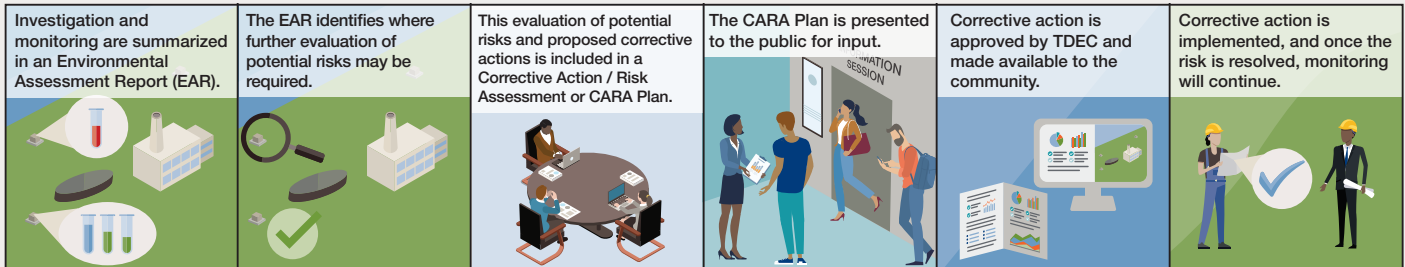 Investigation and
monitoring are summarized
in an Environmental
Assessment Report (EAR).
The EAR identifies where
further evaluation of
potential risks may be
required.
This evaluation of potential
risks and proposed corrective
actions is included in a
Corrective Action / Risk
Assessment or CARA Plan.
The CARA Plan is presented
to the public for input.
SESSION
Corrective action is
approved by TDEC and
made available to the
community.
Corrective action is
implemented, and once the
risk is resolved, monitoring
will continue.